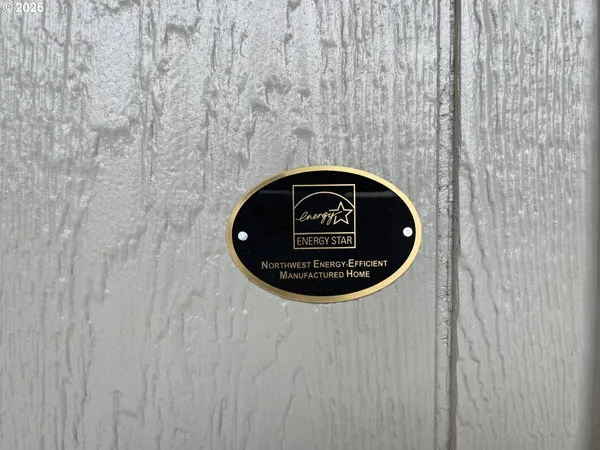 © 2025
energy
ENERGY STAR
NORTHWEST ENERGY-EFFICIENT
MANUFACTURED HOME